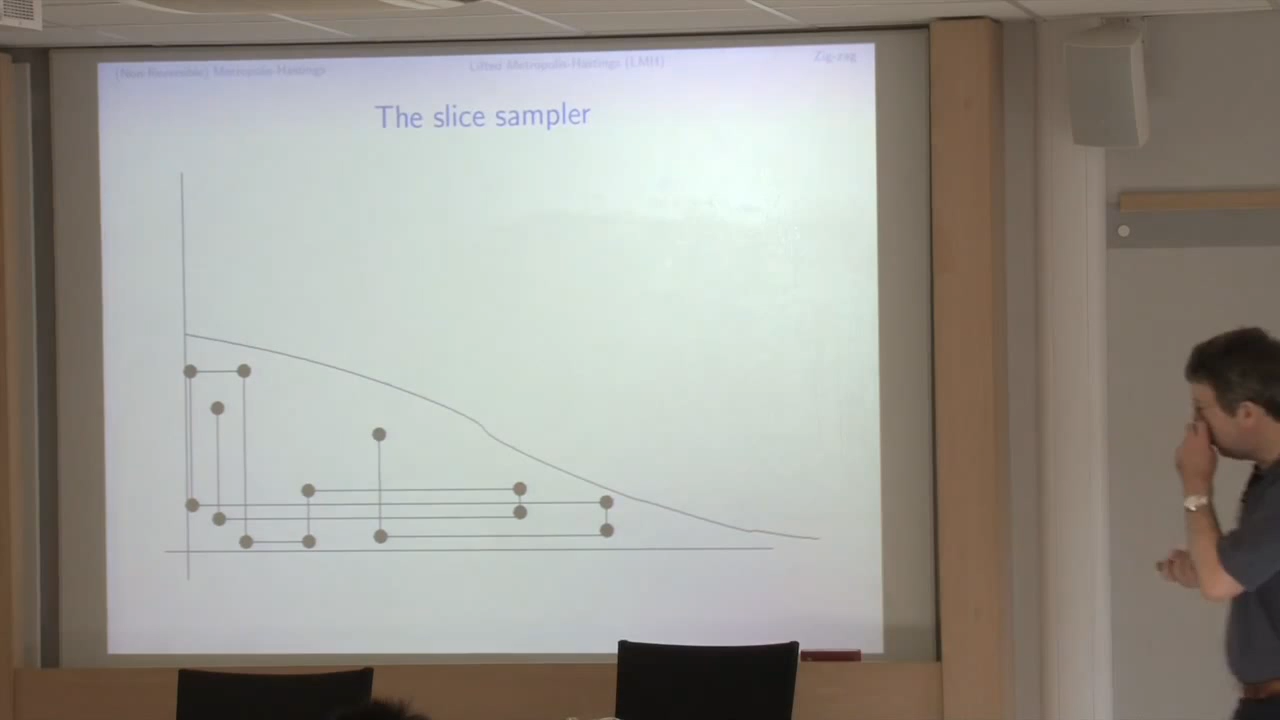 (Non Reversible) Metropolis-Hastings
Lifted Metropolis-Hastings (LMH)
Zig-zag
The slice sampler